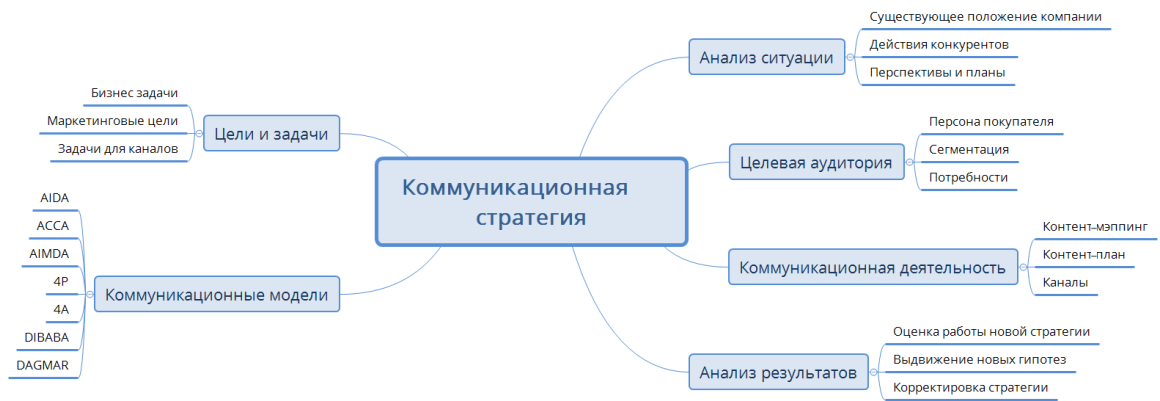 Коммуникационная
стратегия
Анализ ситуации
Существующее положение компании
Действия конкурентов
Перспективы и планы
Целевая аудитория
Персона покупателя
Сегментация
Потребности
Коммуникационная деятельность
Контент-мэппинг
Контент-план
Каналы
Анализ результатов
Оценка работы новой стратегии
Выдвижение новых гипотез
Корректировка стратегии
Цели и задачи
Бизнес задачи
Маркетинговые цели
Задачи для каналов
Коммуникационные модели
AIDA
ACCA
AIMDA
4P
4A
DIBABA
DAGMAR